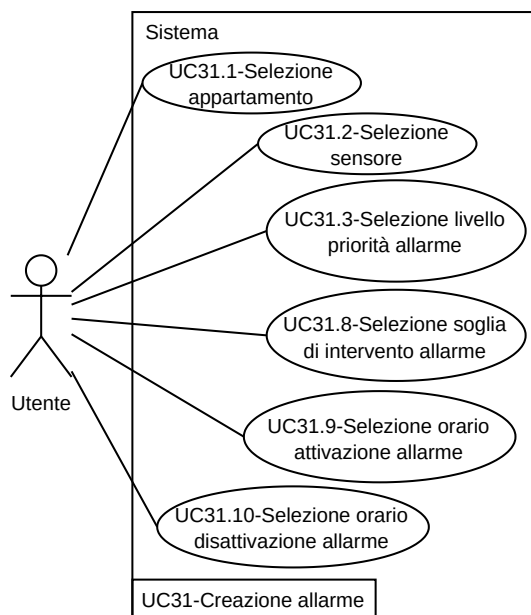 Sistema
UC31.1-Selezione
appartamento
UC31.2-Selezione
sensore
UC31.3-Selezione livello
priorità allarme
UC31.8-Selezione soglia
di intervento allarme
Utente
UC31.9-Selezione orario
attivazione allarme
UC31.10-Selezione orario
disattivazione allarme
UC31-Creazione allarme